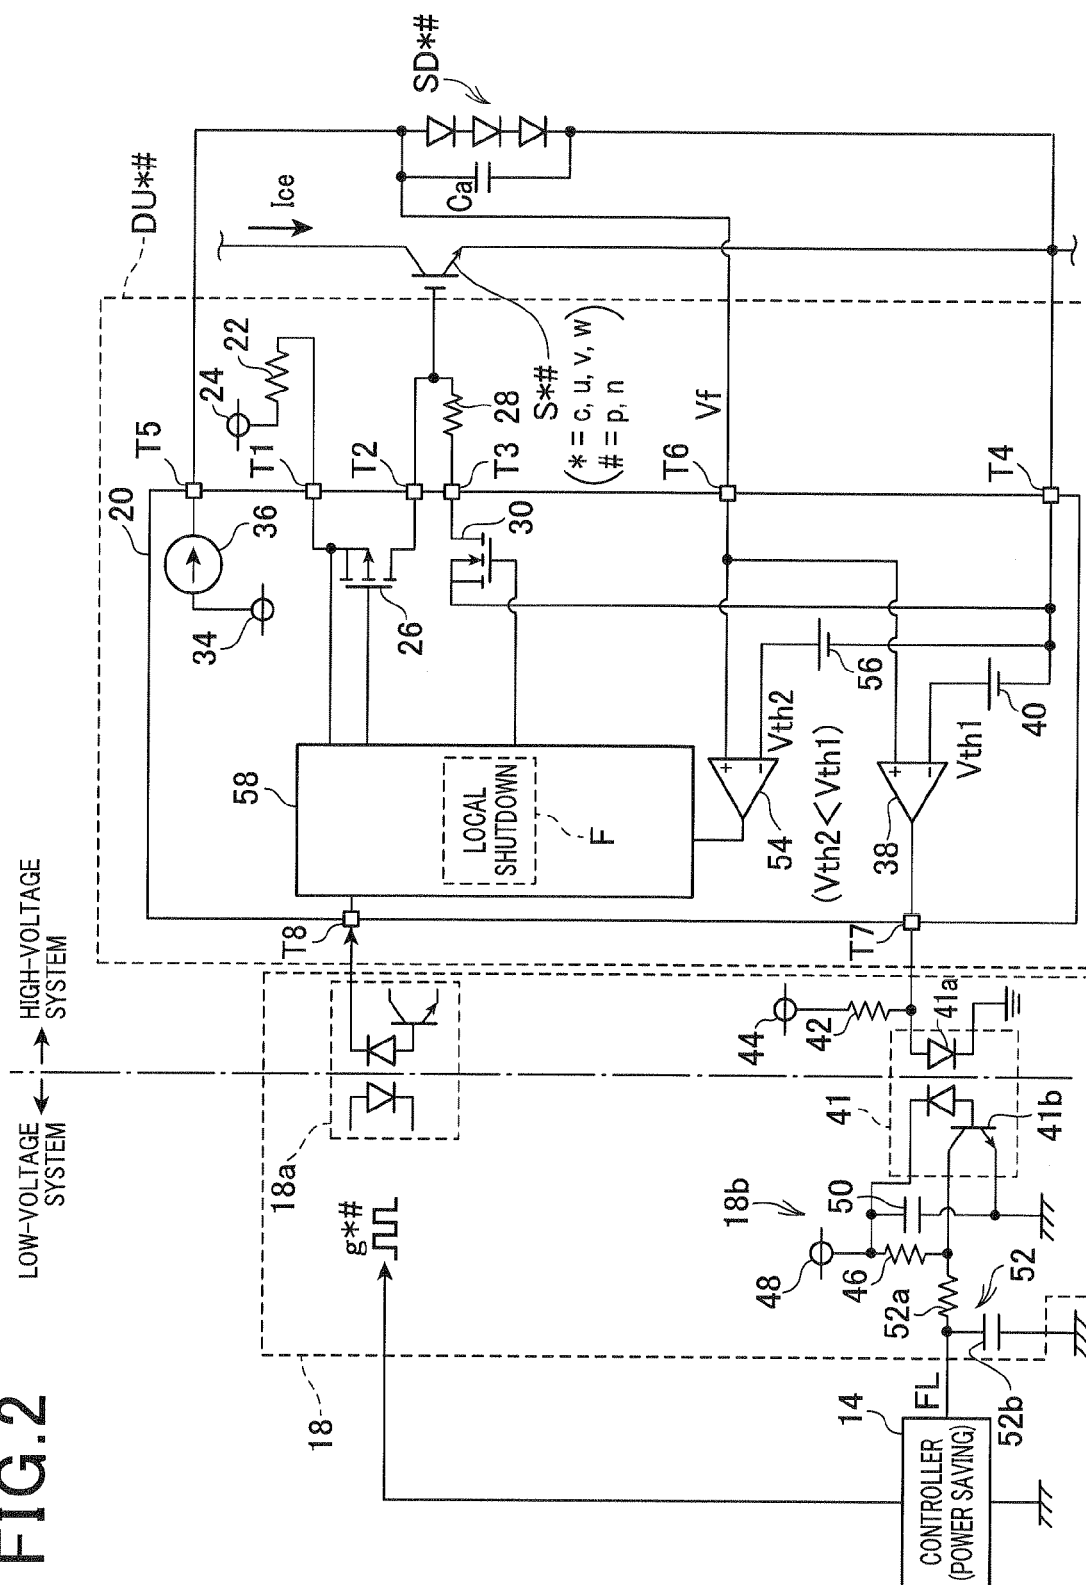 FIG.2
LOW-VOLTAGE
SYSTEM
HIGH-VOLTAGE
SYSTEM
DU*#
SD*#
Ice
Ca
20
T5
24
22
36
34
T1
T2
T3
26
28
30
S*#
(* = c, u, v, w)
(# = p, n)
Vf
T6
T4
58
LOCAL
SHUTDOWN
F
54
Vth2
56
(Vth2<Vth1)
38
Vth1
40
T8
T7
18a
g*#
44
42
41a
41
41b
18b
50
48
46
52a
52
52b
18
FL
14
CONTROLLER
(POWER SAVING)
+
−
+
−